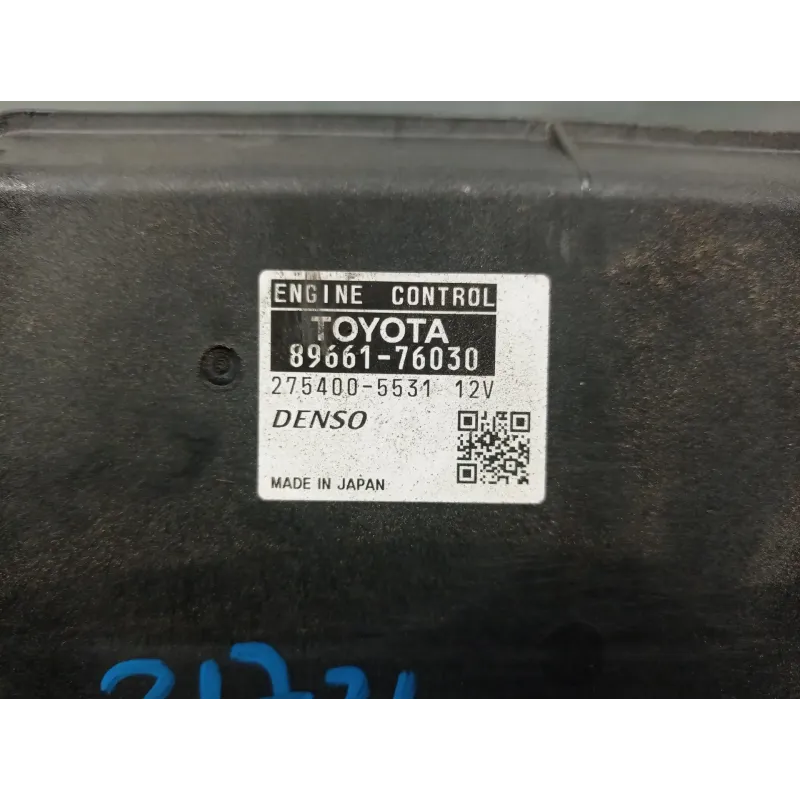 ENGINE CONTROL
TOYOTA
89661-76030
275400-5531 12V
DENSO
MADE IN JAPAN